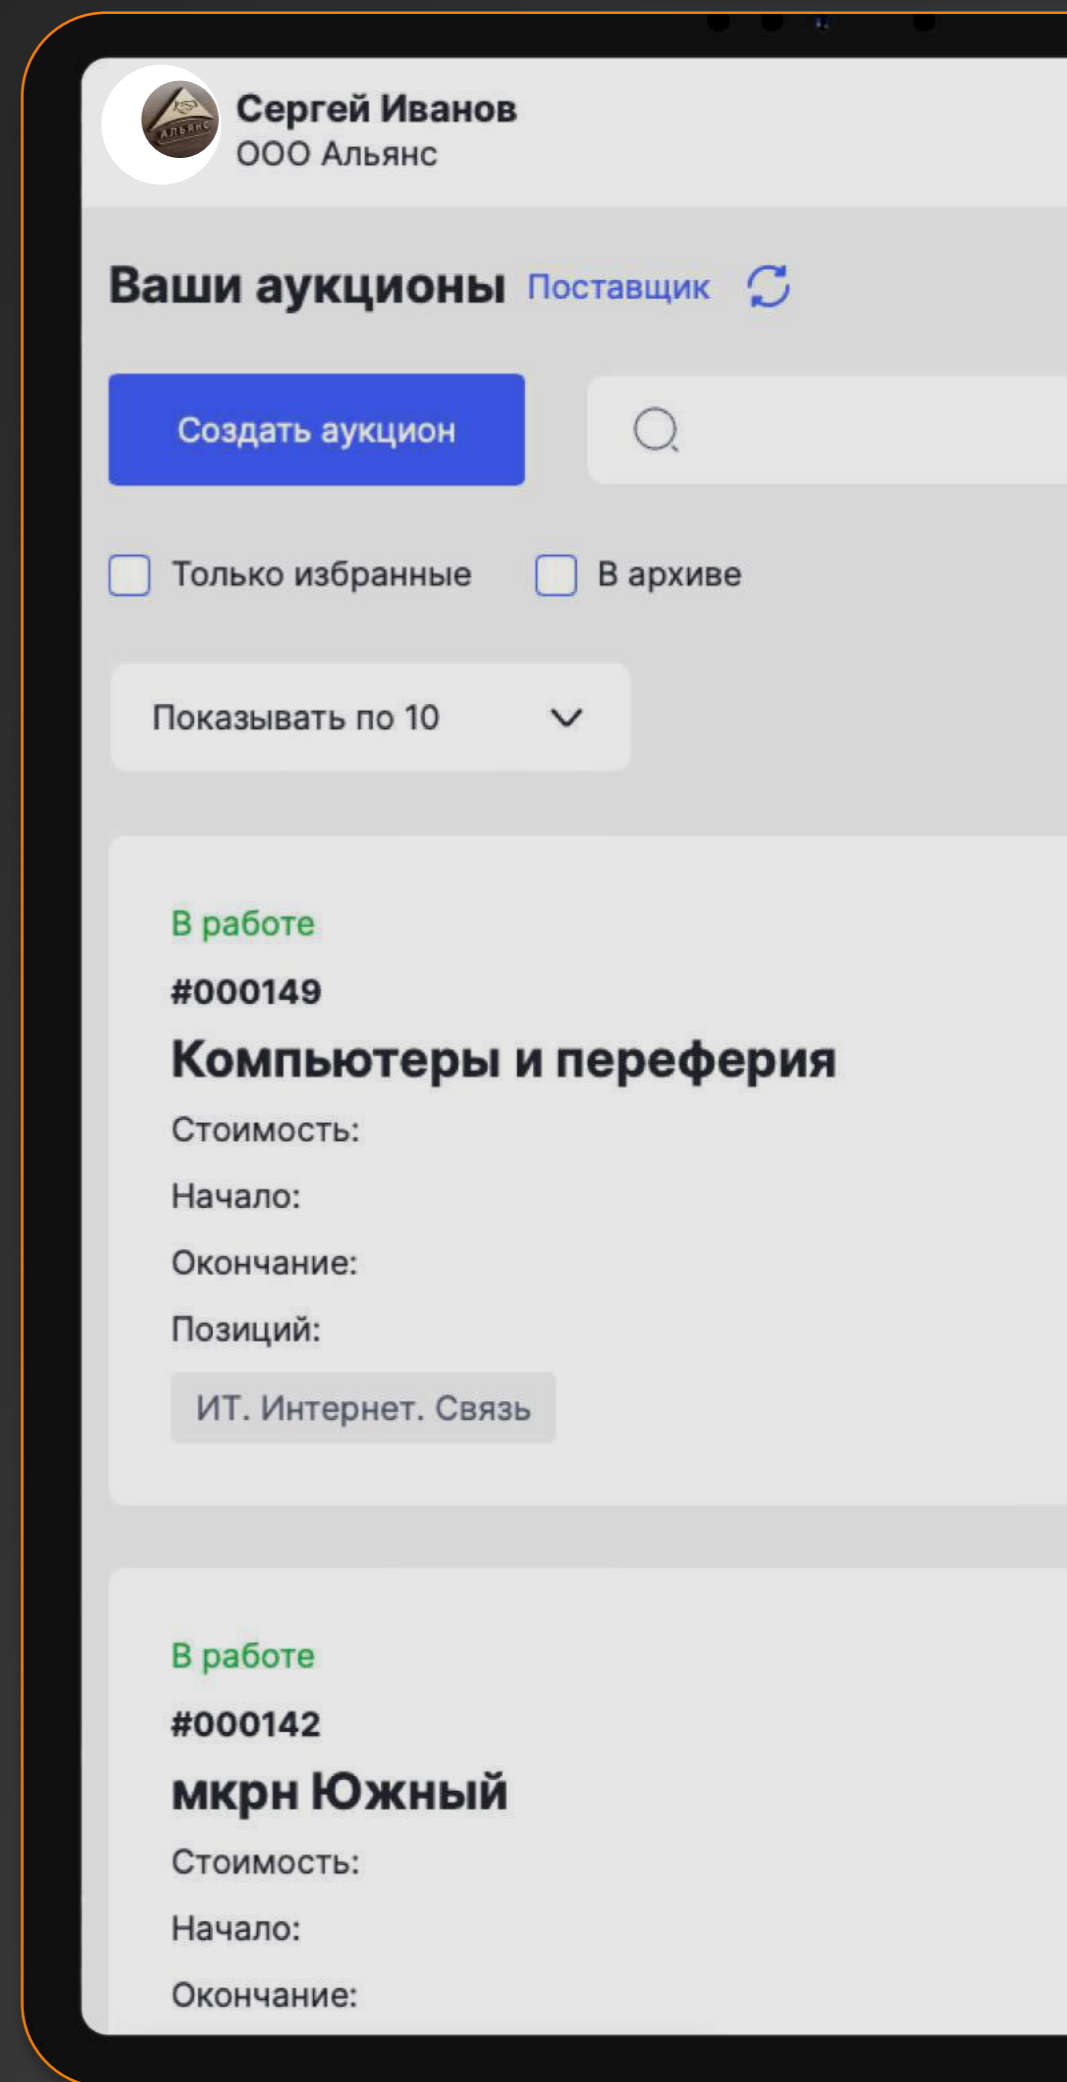 АЛЬЯНС
Сергей Иванов
ООО Альянс
Ваши аукционы Поставщик
Создать аукцион
Только избранные В архиве
Показывать по 10
В работе
#000149
Компьютеры и переферия
Стоимость:
Начало:
Окончание:
Позиций:
ИТ. Интернет. Связь
В работе
#000142
мкрн Южный
Стоимость:
Начало:
Окончание: